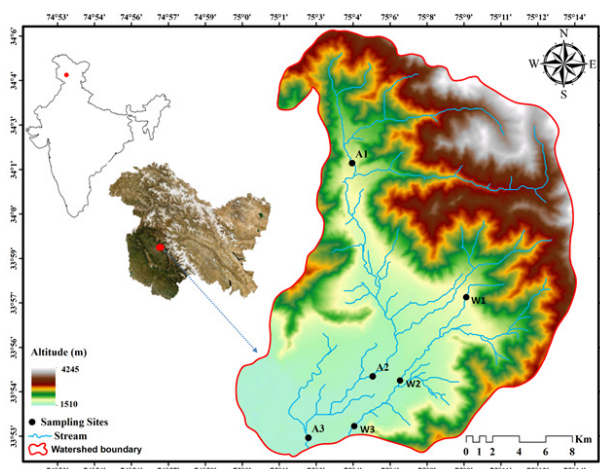 74°53' 74°54' 74°56' 74°57' 74°59' 75°0' 75°1' 75°3' 75°4' 75°6' 75°7' 75°9' 75°11' 75°12' 75°14'
34°6'
34°4'
34°3'
34°1'
34°0'
33°59'
33°57'
33°56'
33°54'
33°53'
N
W E
S
A1
W1
A2
W2
A3
W3
Altitude (m)
4245
1510
Sampling Sites
Stream
Watershed boundary
Km
0 1 2 4 6 8